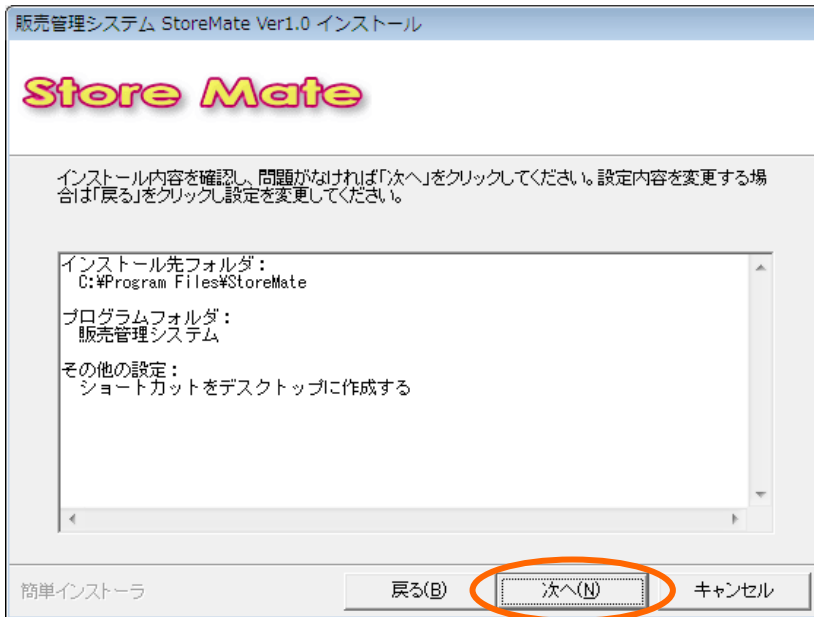 販売管理システム StoreMate Ver1.0 インストール
Store Mate
インストール内容を確認し、問題がなければ「次へ」をクリックしてください。設定内容を変更する場
合は「戻る」をクリックし設定を変更してください。
インストール先フォルダ：
C:¥Program Files¥StoreMate
プログラムフォルダ：
販売管理システム
その他の設定：
ショートカットをデスクトップに作成する
簡単インストーラ
戻る(B)
次へ(N)
キャンセル